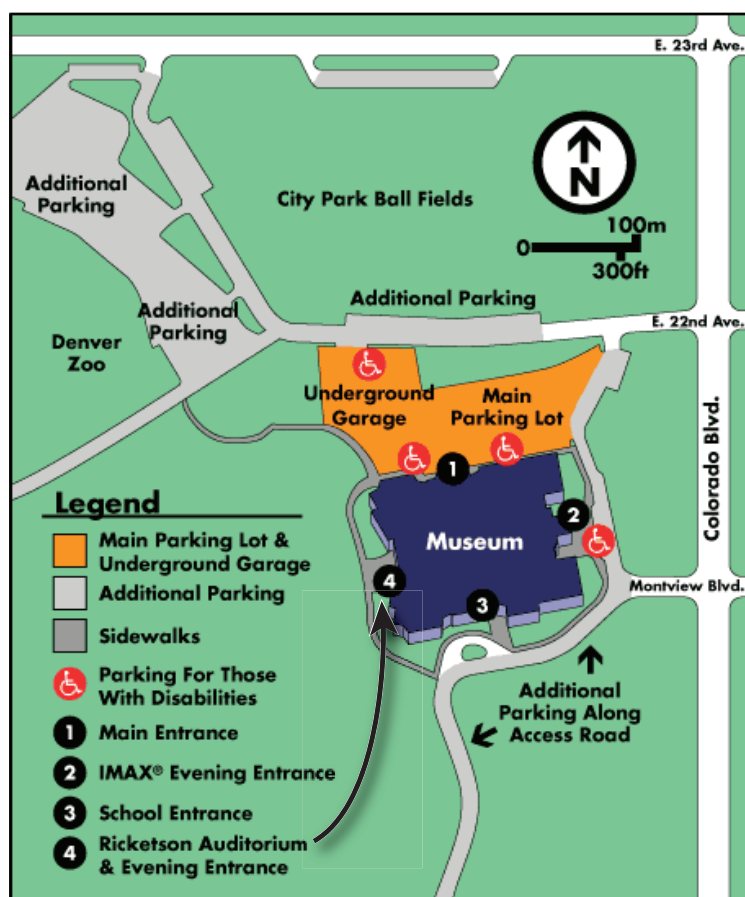 E. 23rd Ave.
Additional
Parking
City Park Ball Fields
N
100m
0
300ft
Additional Parking
E. 22nd Ave.
Additional
Parking
Denver
Zoo
Underground
Garage
Main
Parking Lot
Colorado Blvd.
1
2
Museum
4
3
Montview Blvd.
Additional
Parking Along
Access Road
Legend
Main Parking Lot &
Underground Garage
Additional Parking
Sidewalks
Parking For Those
With Disabilities
1 Main Entrance
2 IMAX® Evening Entrance
3 School Entrance
4 Ricketson Auditorium
& Evening Entrance